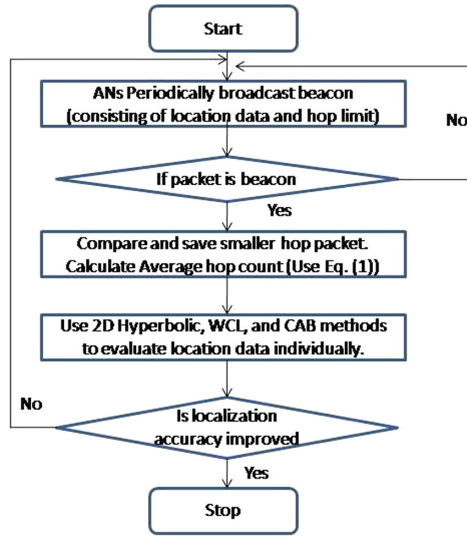 Start
ANs Periodically broadcast beacon
(consisting of location data and hop limit)
No
If packet is beacon
Yes
Compare and save smaller hop packet.
Calculate Average hop count (Use Eq. (1))
Use 2D Hyperbolic, WCL, and CAB methods
to evaluate location data individually.
No
Is localization
accuracy improved
Yes
Stop